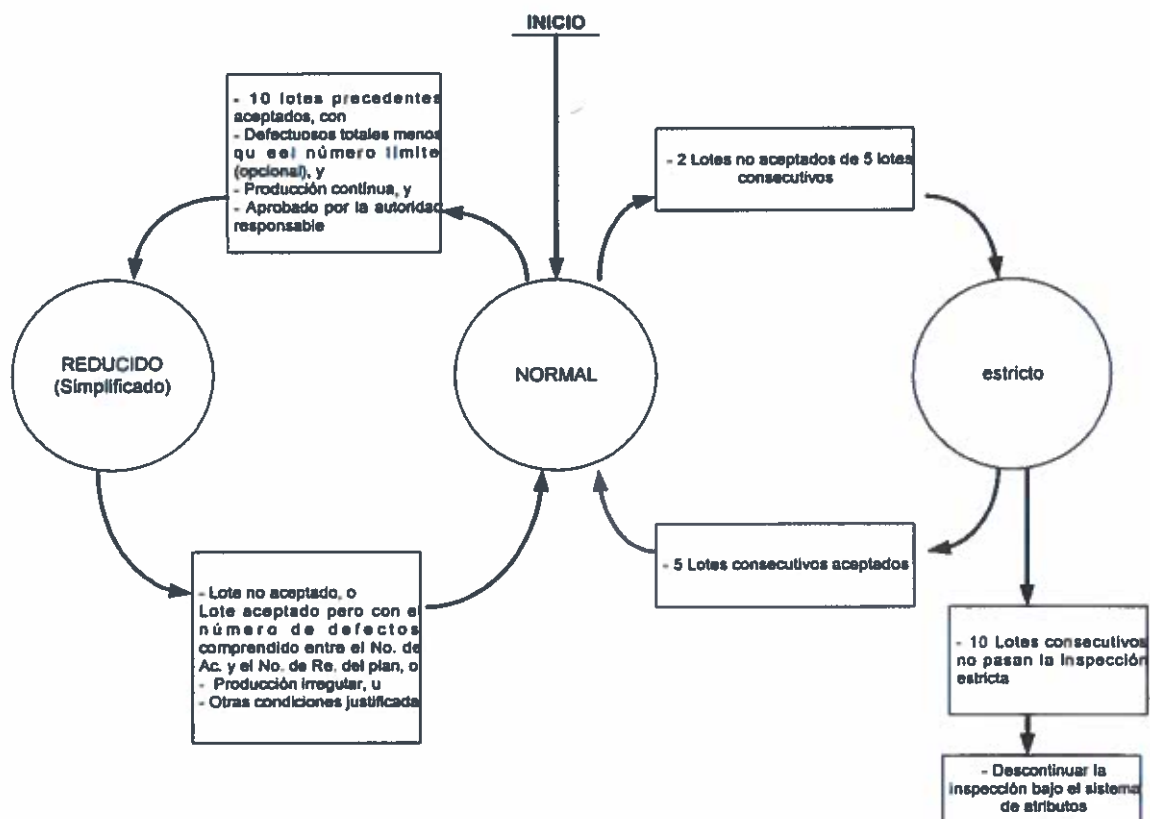 INICIO
- 10 lotes precedentes
aceptados, con
- Defectuosos totales menos
qu eel número límite
(opcional), y
- Producción contínua, y
- Aprobado por la autoridad
responsable
- 2 Lotes no aceptados de 5 lotes
consecutivos
REDUCIDO
(Simplificado)
NORMAL
estricto
- Lote no aceptado, o
Lote aceptado pero con el
número de defectos
comprendido entre el No. de
Ac. y el No. de Re. del plan, o
- Producción irregular, u
- Otras condiciones justificada
- 5 Lotes consecutivos aceptados
- 10 Lotes consecutivos
no pasan la inspección
estricta
- Descontinuar la
inspección bajo el sistema
de atributos